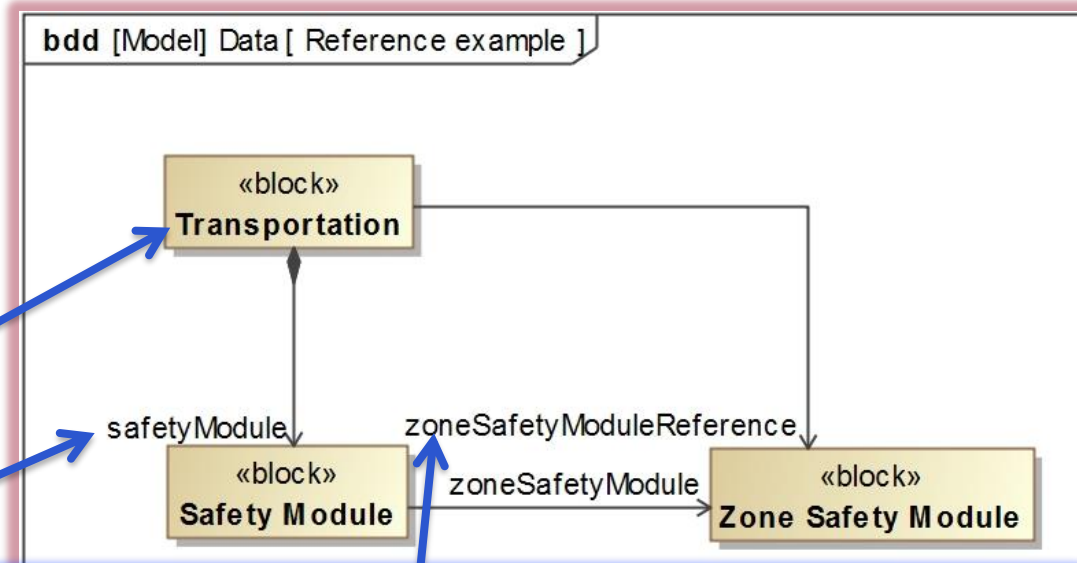 bdd [Model] Data [ Reference example ]
«block»
Transportation
safetyModule
zoneSafetyModuleReference
«block»
Safety Module
zoneSafetyModule
«block»
Zone Safety Module